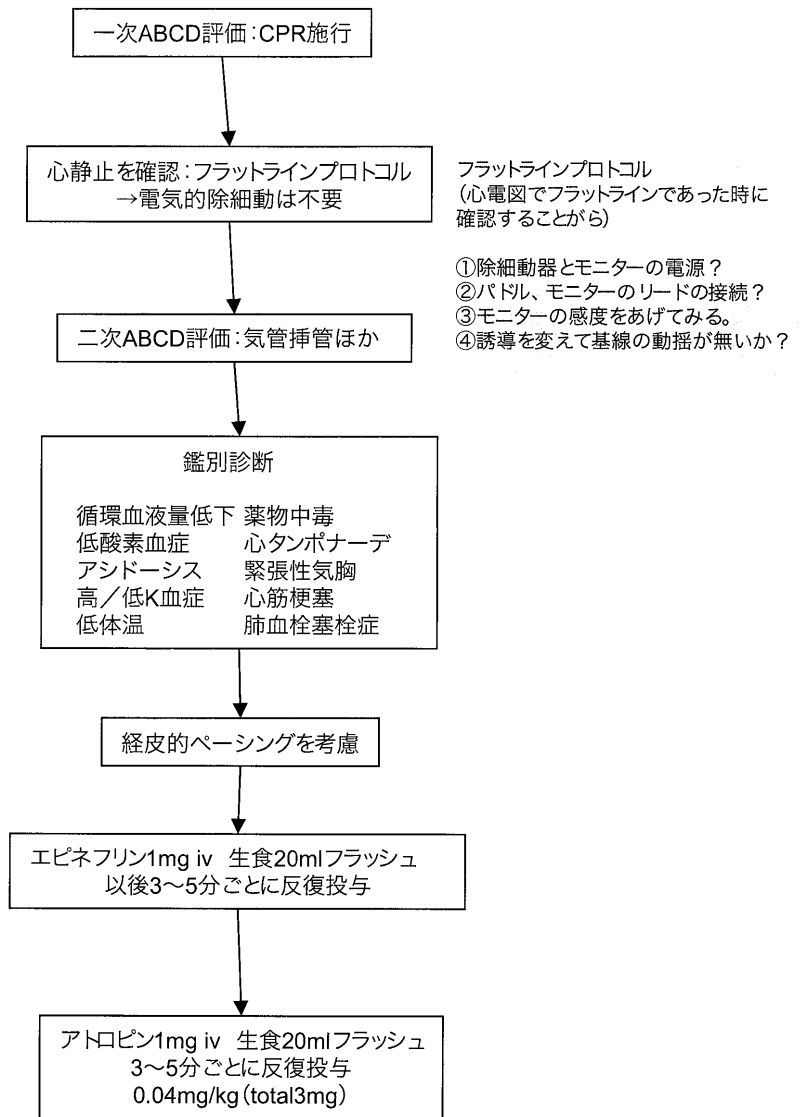 一次ABCD評価：CPR施行
心静止を確認：フラットラインプロトコル
→電気的除細動は不要
フラットラインプロトコル
（心電図でフラットラインであった時に
確認することがら）
①除細動器とモニターの電源？
②パドル、モニターのリードの接続？
③モニターの感度をあげてみる。
④誘導を変えて基線の動揺が無いか？
二次ABCD評価：気管挿管ほか
鑑別診断
循環血液量低下 薬物中毒
低酸素血症 心タンポナーデ
アシドーシス 緊張性気胸
高／低K血症 心筋梗塞
低体温 肺血栓塞栓症
経皮的ペーシングを考慮
エピネフリン1mg iv 生食20mlフラッシュ
以後3～5分ごとに反復投与
アトロピン1mg iv 生食20mlフラッシュ
3～5分ごとに反復投与
0.04mg/kg（total3mg）